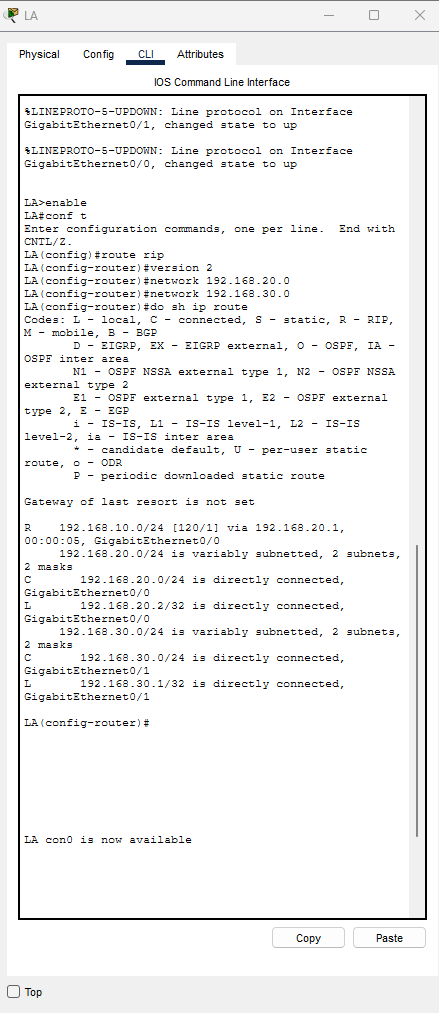 LA
Physical Config CLI Attributes
IOS Command Line Interface
%LINEPROTO-5-UPDOWN: Line protocol on Interface
GigabitEthernet0/1, changed state to up
%LINEPROTO-5-UPDOWN: Line protocol on Interface
GigabitEthernet0/0, changed state to up
LA>enable
LA#conf t
Enter configuration commands, one per line.  End with
CNTL/Z.
LA(config)#route rip
LA(config-router)#version 2
LA(config-router)#network 192.168.20.0
LA(config-router)#network 192.168.30.0
LA(config-router)#do sh ip route
Codes: L - local, C - connected, S - static, R - RIP,
M - mobile, B - BGP
       D - EIGRP, EX - EIGRP external, O - OSPF, IA -
OSPF inter area
       N1 - OSPF NSSA external type 1, N2 - OSPF NSSA
external type 2
       E1 - OSPF external type 1, E2 - OSPF external
type 2, E - EGP
       i - IS-IS, L1 - IS-IS level-1, L2 - IS-IS
level-2, ia - IS-IS inter area
       * - candidate default, U - per-user static
route, o - ODR
       P - periodic downloaded static route
Gateway of last resort is not set
R    192.168.10.0/24 [120/1] via 192.168.20.1,
00:00:05, GigabitEthernet0/0
     192.168.20.0/24 is variably subnetted, 2 subnets,
2 masks
C       192.168.20.0/24 is directly connected,
GigabitEthernet0/0
L       192.168.20.2/32 is directly connected,
GigabitEthernet0/0
     192.168.30.0/24 is variably subnetted, 2 subnets,
2 masks
C       192.168.30.0/24 is directly connected,
GigabitEthernet0/1
L       192.168.30.1/32 is directly connected,
GigabitEthernet0/1
LA(config-router)#
LA con0 is now available
Copy Paste
Top